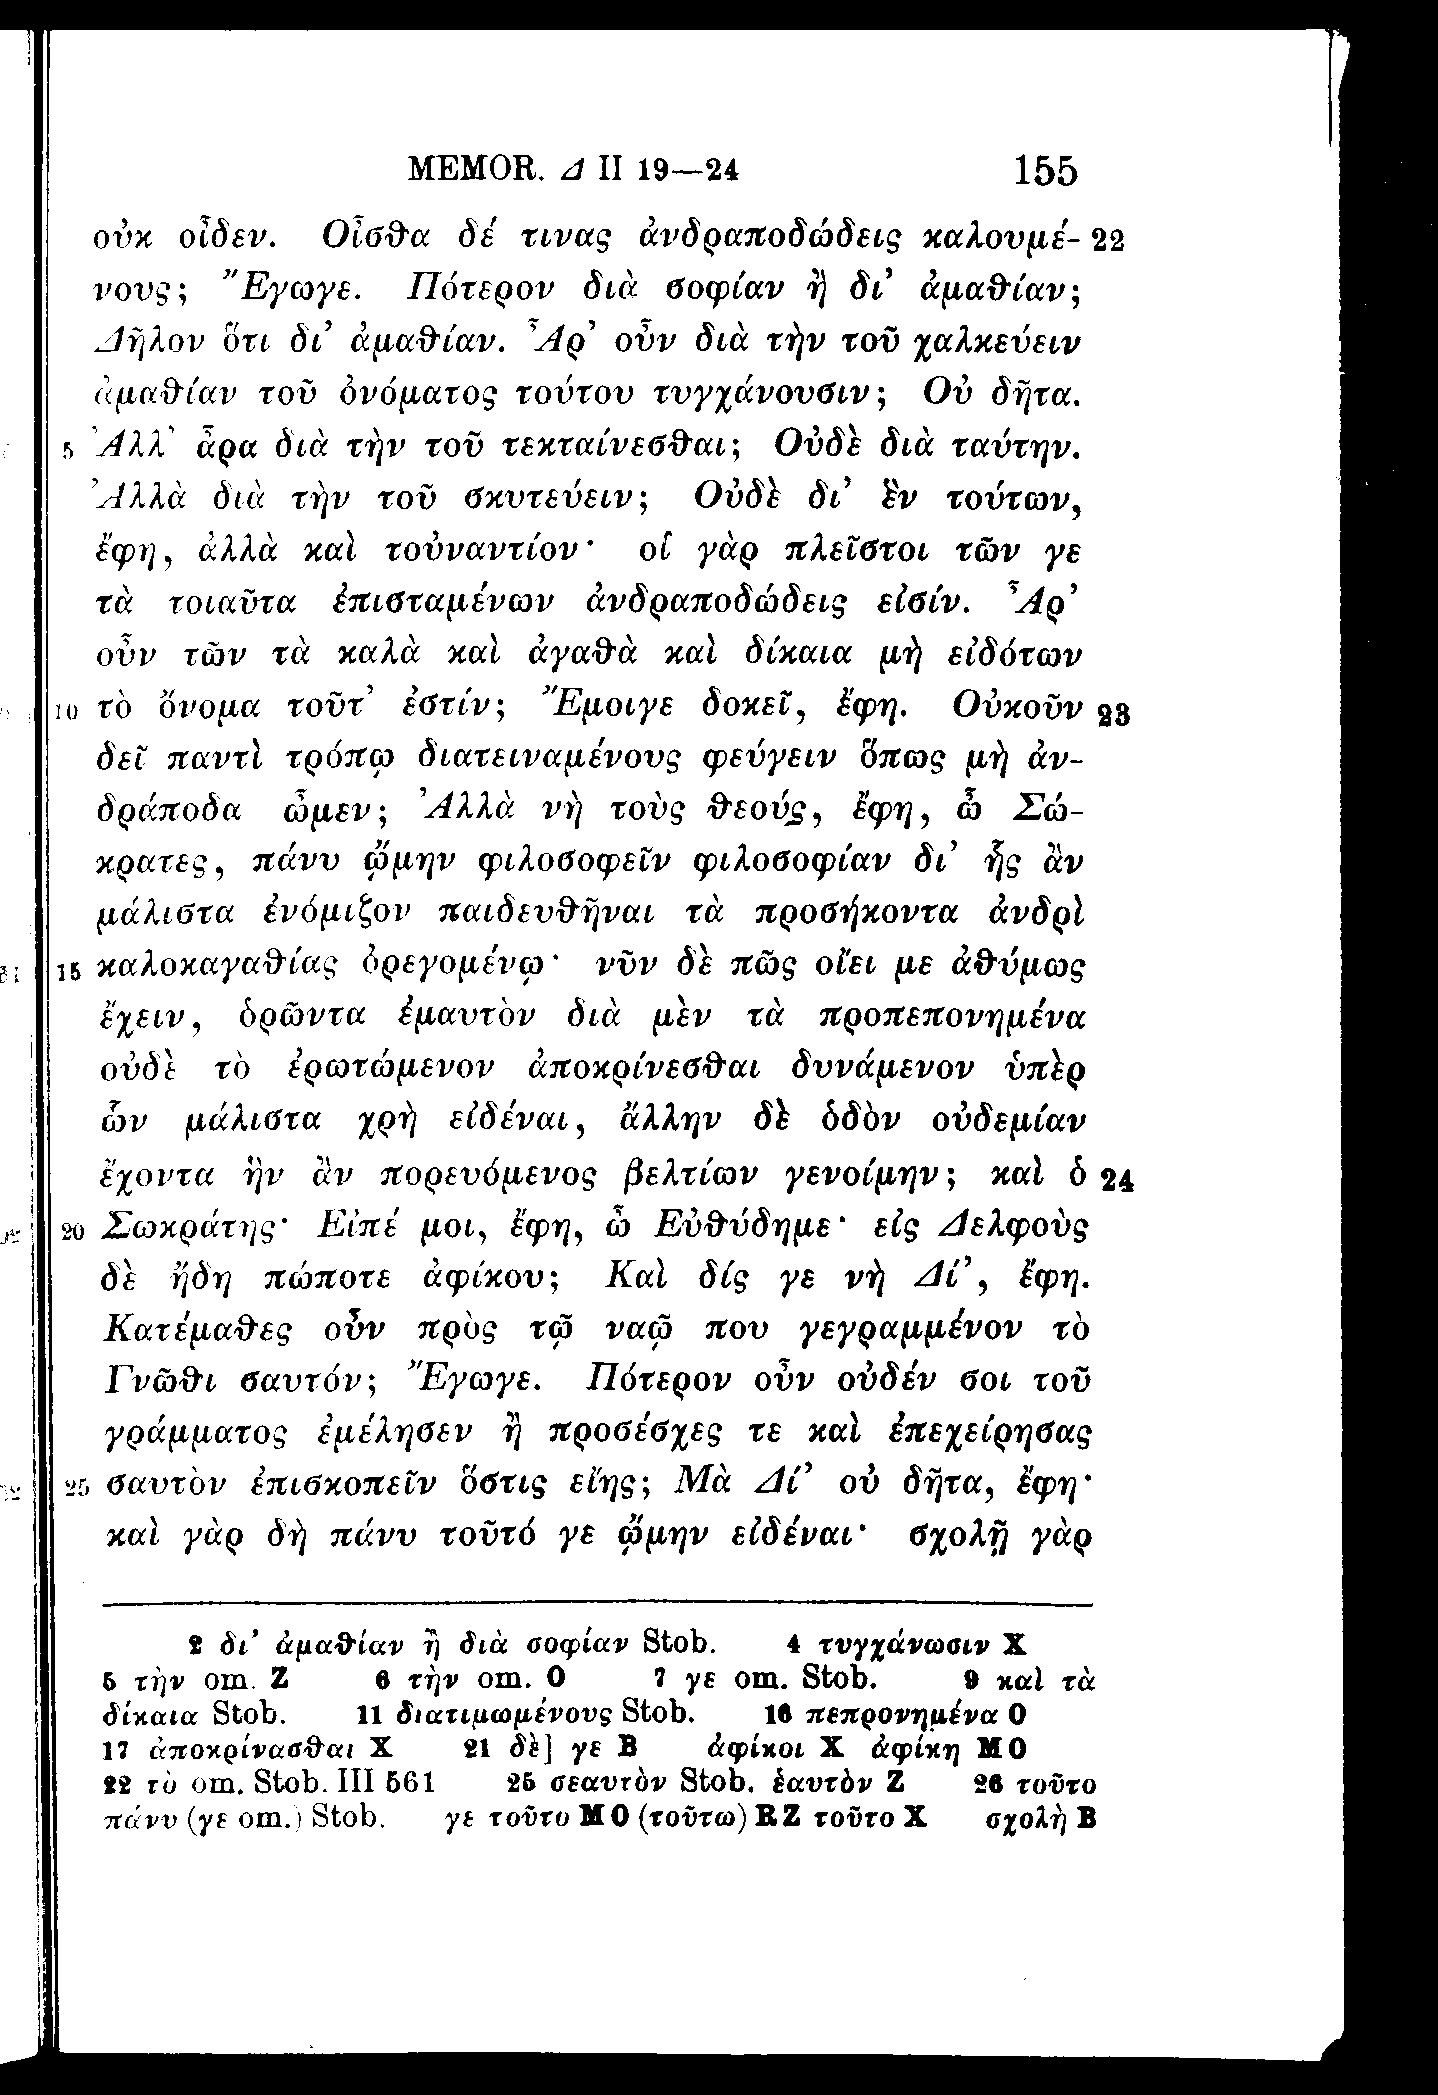 MEMOR. Δ II 19—24 155
οὐκ οἶδεν. Οἶσθα δέ τινας ἀνδραποδώδεις καλουμέ- 22
νους; Ἔγωγε. Πότερον διὰ σοφίαν ἢ δι’ ἀμαθίαν;
Δῆλον ὅτι δι’ ἀμαθίαν. Ἆρ’ οὖν διὰ τὴν τοῦ χαλκεύειν
ἀμαθίαν τοῦ ὀνόματος τούτου τυγχάνουσιν; Οὐ δῆτα.
5 Ἀλλ’ ἆρα διὰ τὴν τοῦ τεκταίνεσθαι; Οὐδὲ διὰ ταύτην.
Ἀλλὰ διὰ τὴν τοῦ σκυτεύειν; Οὐδὲ δι’ ἓν τούτων,
ἔφη, ἀλλὰ καὶ τοὐναντίον· οἱ γὰρ πλεῖστοι τῶν γε
τὰ τοιαῦτα ἐπισταμένων ἀνδραποδώδεις εἰσίν. Ἆρ’
οὖν τῶν τὰ καλὰ καὶ ἀγαθὰ καὶ δίκαια μὴ εἰδότων
10 τὸ ὄνομα τοῦτ’ ἐστίν; Ἔμοιγε δοκεῖ, ἔφη. Οὐκοῦν 23
δεῖ παντὶ τρόπῳ διατειναμένους φεύγειν ὅπως μὴ ἀν-
δράποδα ὦμεν; Ἀλλὰ νὴ τοὺς θεούς, ἔφη, ὦ Σώ-
κρατες, πάνυ ᾤμην φιλοσοφεῖν φιλοσοφίαν δι’ ἧς ἂν
μάλιστα ἐνόμιζον παιδευθῆναι τὰ προσήκοντα ἀνδρὶ
15 καλοκαγαθίας ὀρεγομένῳ· νῦν δὲ πῶς οἴει με ἀθύμως
ἔχειν, ὁρῶντα ἐμαυτὸν διὰ μὲν τὰ προπεπονημένα
οὐδὲ τὸ ἐρωτώμενον ἀποκρίνεσθαι δυνάμενον ὑπὲρ
ὧν μάλιστα χρὴ εἰδέναι, ἄλλην δὲ ὁδὸν οὐδεμίαν
ἔχοντα ἣν ἂν πορευόμενος βελτίων γενοίμην; καὶ ὁ 24
20 Σωκράτης· Εἰπέ μοι, ἔφη, ὦ Εὐθύδημε· εἰς Δελφοὺς
δὲ ἤδη πώποτε ἀφίκου; Καὶ δίς γε νὴ Δί’, ἔφη.
Κατέμαθες οὖν πρὸς τῷ ναῷ που γεγραμμένον τὸ
Γνῶθι σαυτόν; Ἔγωγε. Πότερον οὖν οὐδέν σοι τοῦ
γράμματος ἐμέλησεν ἢ προσέσχες τε καὶ ἐπεχείρησας
25 σαυτὸν ἐπισκοπεῖν ὅστις εἴης; Μὰ Δί’ οὐ δῆτα, ἔφη·
καὶ γὰρ δὴ πάνυ τοῦτό γε ᾤμην εἰδέναι· σχολῇ γὰρ
2 δι’ ἀμαθίαν ἢ διὰ σοφίαν Stob. 4 τυγχάνωσιν X
5 τὴν om. Z 6 τὴν om. O 7 γε om. Stob. 9 καὶ τὰ
δίκαια Stob. 11 διατιμωμένους Stob. 16 πεπρονημένα O
17 ἀποκρίνασθαι X 21 δὲ] γε B ἀφίκοι X ἀφίκη MO
22 τὸ om. Stob. III 561 25 σεαυτὸν Stob. ἑαυτὸν Z 26 τοῦτο
πάνυ (γε om.) Stob. γε τοῦτο MO (τοῦτω) RZ τοῦτο X σχολὴ B